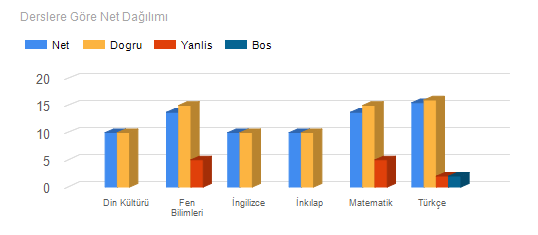 Derslere Göre Net Dağılımı
Net Dogru Yanlis Bos
20
15
10
5
0
Din Kültürü Fen Bilimleri İngilizce İnkılap Matematik Türkçe